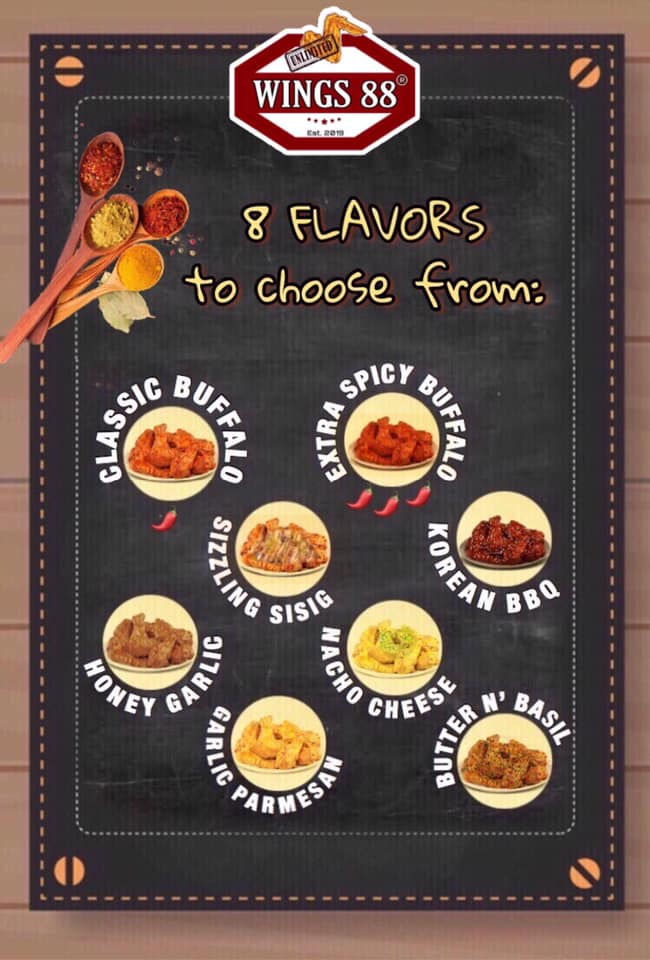 UNLIMITED
WINGS 88®
Est. 2019
8 FLAVORS
to choose from:
CLASSIC BUFFALO
EXTRA SPICY BUFFALO
SIZZLING SISIG
KOREAN BBQ
HONEY GARLIC
NACHO CHEESE
GARLIC PARMESAN
BUTTER N' BASIL